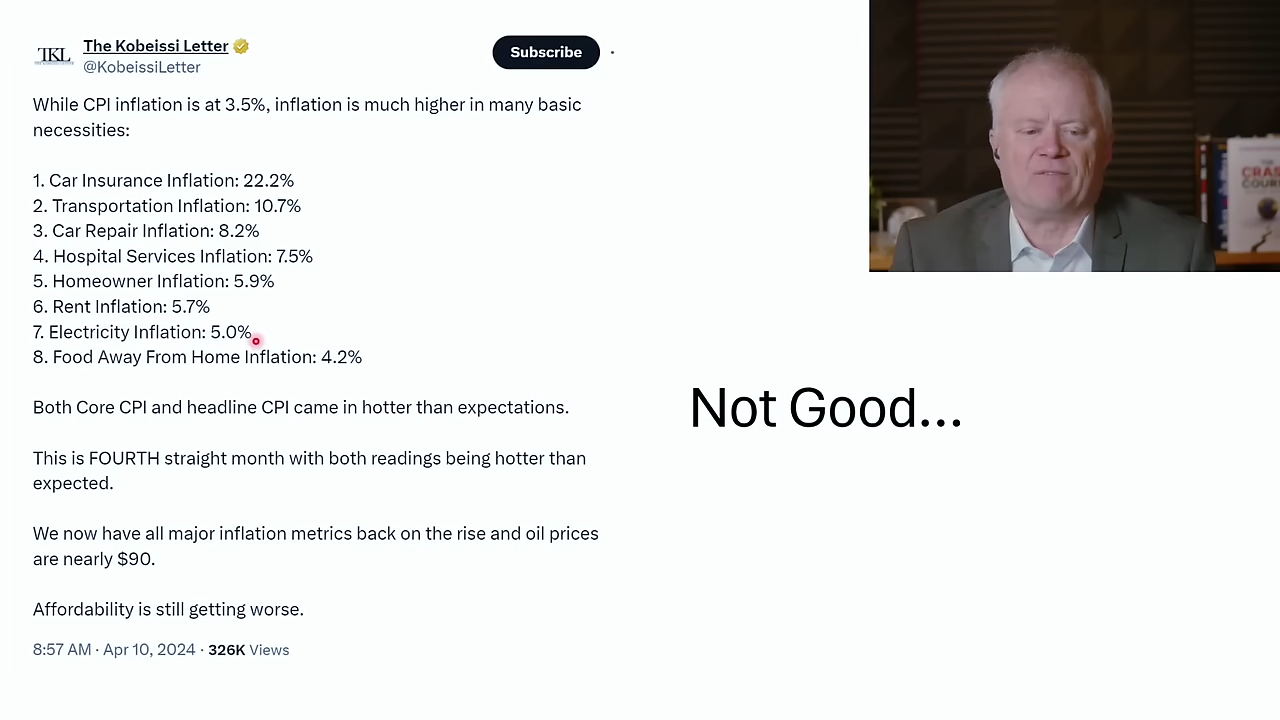 TKL
The Kobeissi Letter
@KobeissiLetter
Subscribe
While CPI inflation is at 3.5%, inflation is much higher in many basic
necessities:
1. Car Insurance Inflation: 22.2%
2. Transportation Inflation: 10.7%
3. Car Repair Inflation: 8.2%
4. Hospital Services Inflation: 7.5%
5. Homeowner Inflation: 5.9%
6. Rent Inflation: 5.7%
7. Electricity Inflation: 5.0%
8. Food Away From Home Inflation: 4.2%
Both Core CPI and headline CPI came in hotter than expectations.
This is FOURTH straight month with both readings being hotter than
expected.
We now have all major inflation metrics back on the rise and oil prices
are nearly $90.
Affordability is still getting worse.
8:57 AM · Apr 10, 2024 · 326K Views
Not Good...
THE
CRASH
COURSE